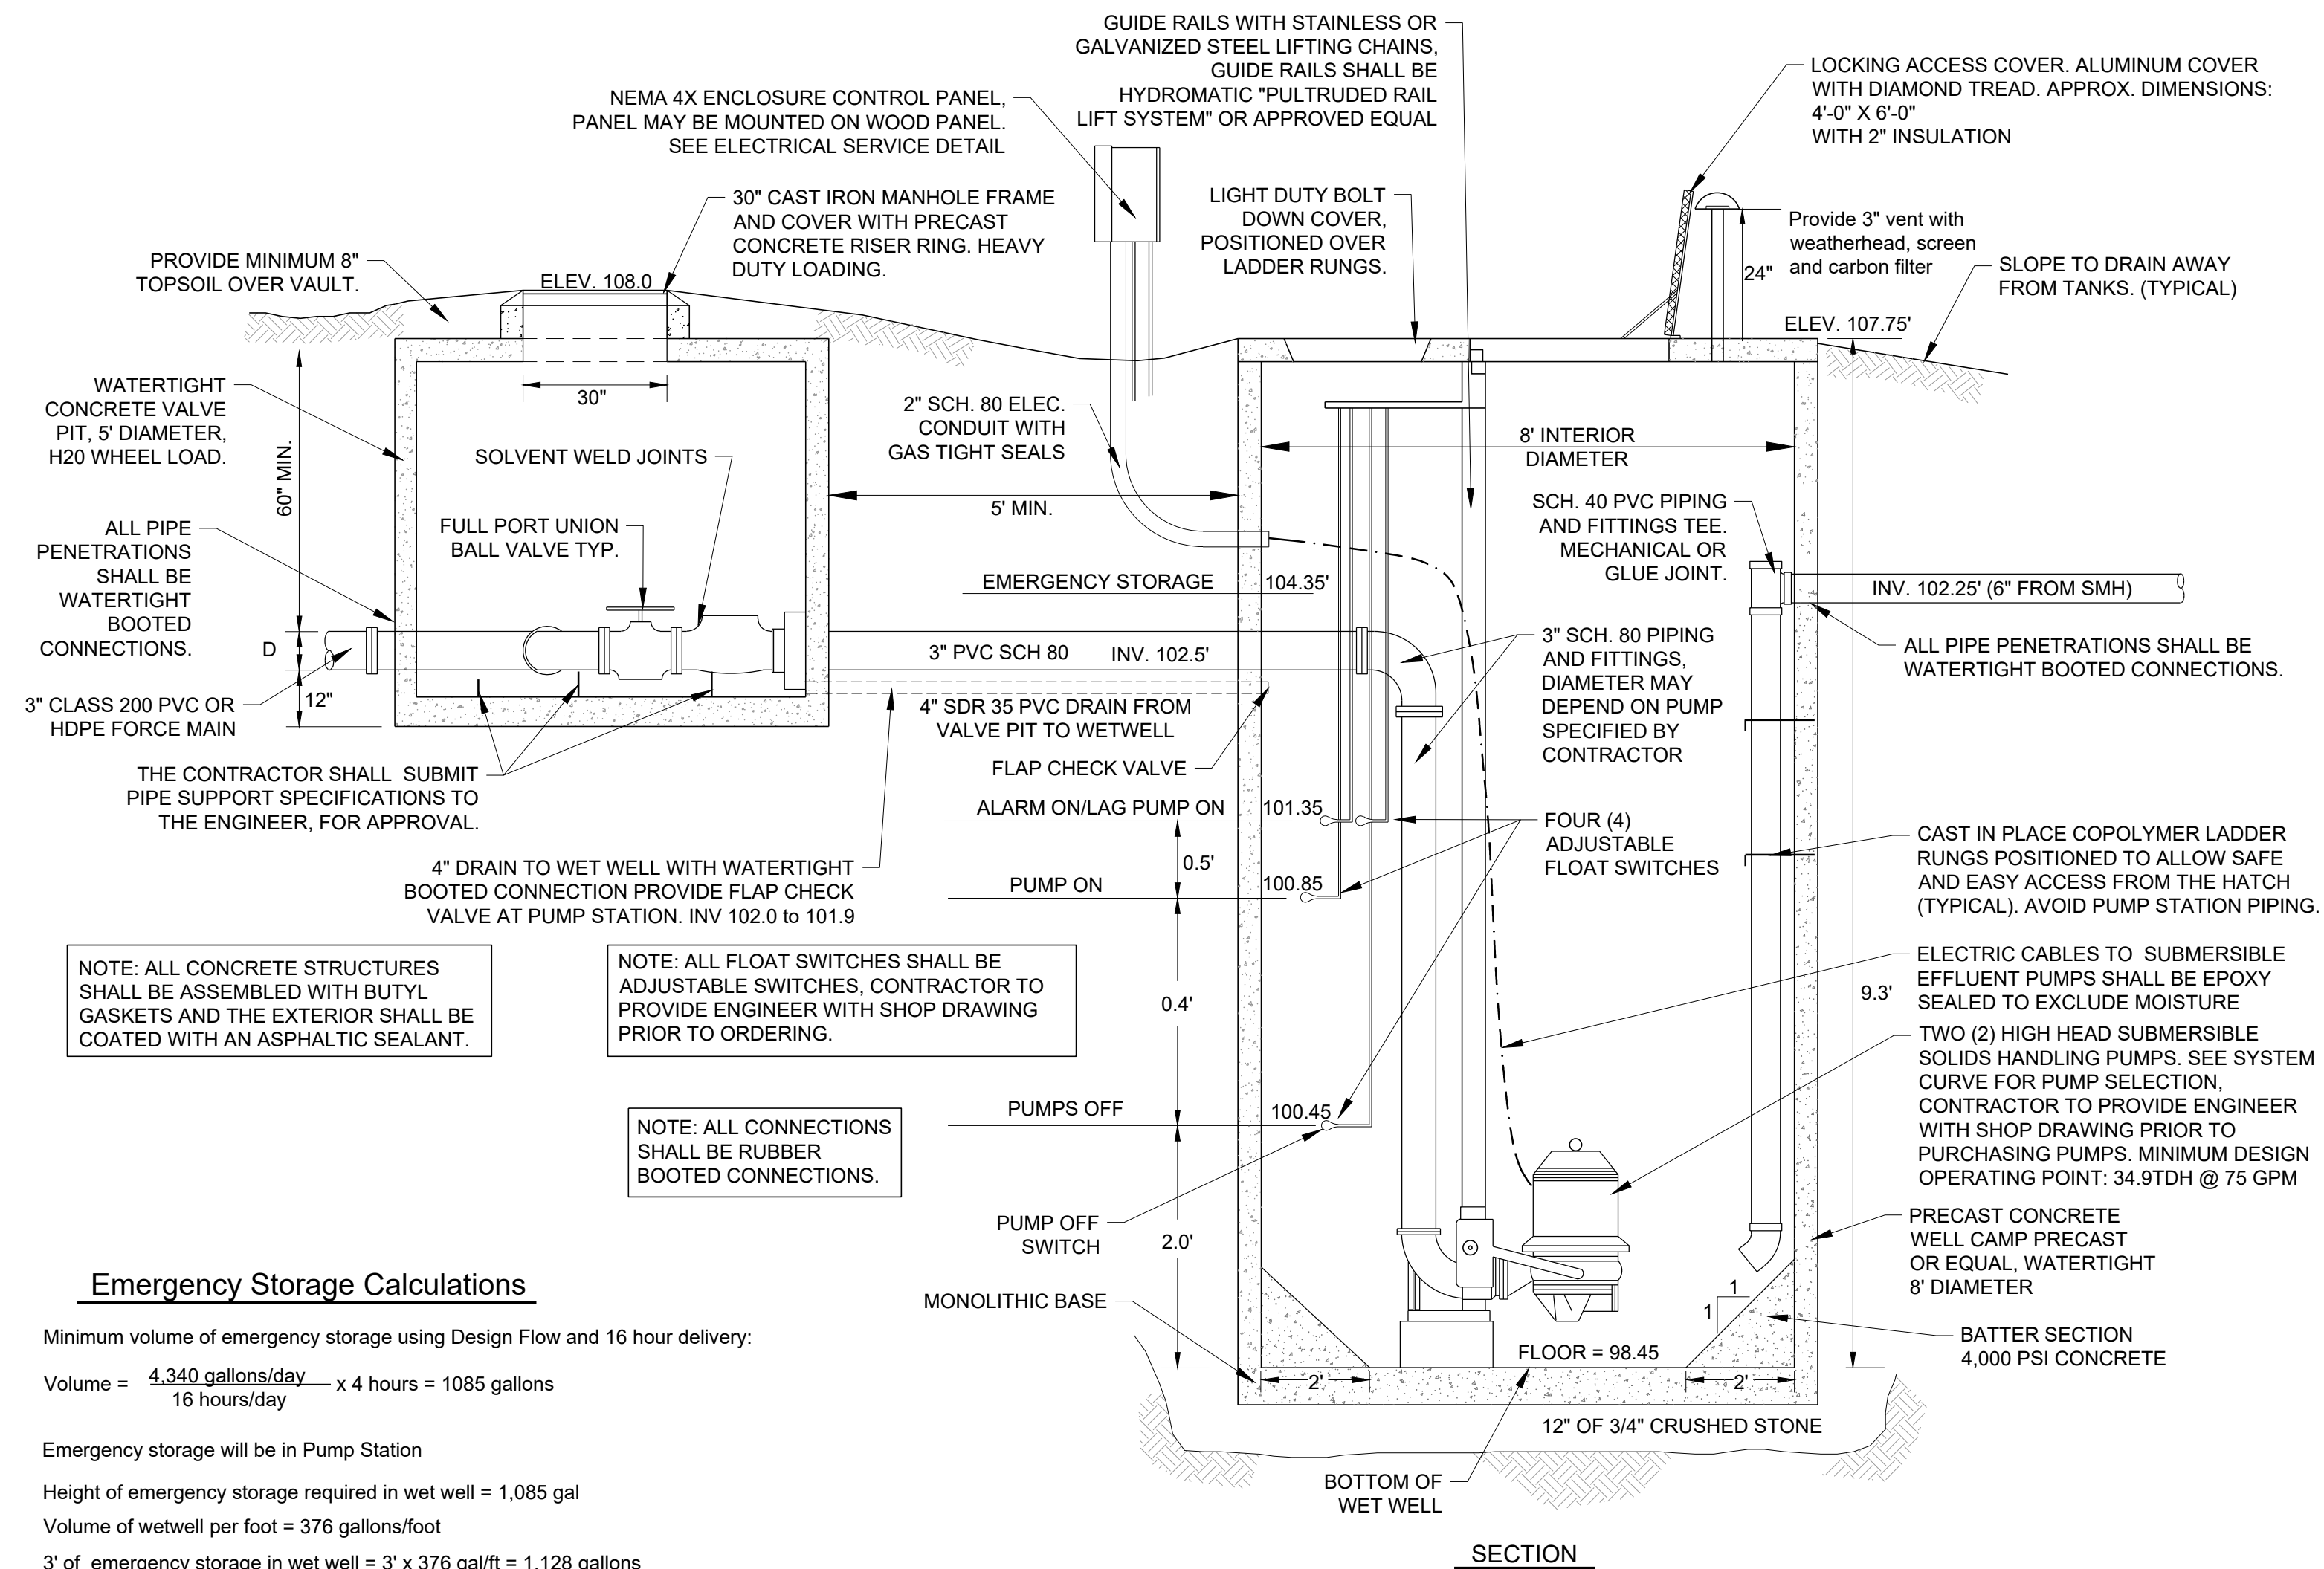 GUIDE RAILS WITH STAINLESS OR
GALVANIZED STEEL LIFTING CHAINS,
GUIDE RAILS SHALL BE
HYDROMATIC "PULTRUDED RAIL
LIFT SYSTEM" OR APPROVED EQUAL
LOCKING ACCESS COVER. ALUMINUM COVER
WITH DIAMOND TREAD. APPROX. DIMENSIONS:
4'-0" X 6'-0"
WITH 2" INSULATION
NEMA 4X ENCLOSURE CONTROL PANEL,
PANEL MAY BE MOUNTED ON WOOD PANEL.
SEE ELECTRICAL SERVICE DETAIL
30" CAST IRON MANHOLE FRAME
AND COVER WITH PRECAST
CONCRETE RISER RING. HEAVY
DUTY LOADING.
LIGHT DUTY BOLT
DOWN COVER,
POSITIONED OVER
LADDER RUNGS.
Provide 3" vent with
weatherhead, screen
and carbon filter
24"
SLOPE TO DRAIN AWAY
FROM TANKS. (TYPICAL)
PROVIDE MINIMUM 8"
TOPSOIL OVER VAULT.
ELEV. 108.0
ELEV. 107.75'
WATERTIGHT
CONCRETE VALVE
PIT, 5' DIAMETER,
H20 WHEEL LOAD.
60" MIN.
30"
SOLVENT WELD JOINTS
FULL PORT UNION
BALL VALVE TYP.
2" SCH. 80 ELEC.
CONDUIT WITH
GAS TIGHT SEALS
5' MIN.
8' INTERIOR
DIAMETER
SCH. 40 PVC PIPING
AND FITTINGS TEE.
MECHANICAL OR
GLUE JOINT.
ALL PIPE
PENETRATIONS
SHALL BE
WATERTIGHT
BOOTED
CONNECTIONS.
D
12"
3" CLASS 200 PVC OR
HDPE FORCE MAIN
EMERGENCY STORAGE 104.35'
3" PVC SCH 80 INV. 102.5'
INV. 102.25' (6" FROM SMH)
ALL PIPE PENETRATIONS SHALL BE
WATERTIGHT BOOTED CONNECTIONS.
3" SCH. 80 PIPING
AND FITTINGS,
DIAMETER MAY
DEPEND ON PUMP
SPECIFIED BY
CONTRACTOR
4" SDR 35 PVC DRAIN FROM
VALVE PIT TO WETWELL
FLAP CHECK VALVE
THE CONTRACTOR SHALL SUBMIT
PIPE SUPPORT SPECIFICATIONS TO
THE ENGINEER, FOR APPROVAL.
ALARM ON/LAG PUMP ON 101.35
0.5'
FOUR (4)
ADJUSTABLE
FLOAT SWITCHES
4" DRAIN TO WET WELL WITH WATERTIGHT
BOOTED CONNECTION PROVIDE FLAP CHECK
VALVE AT PUMP STATION. INV 102.0 to 101.9
PUMP ON 100.85
CAST IN PLACE COPOLYMER LADDER
RUNGS POSITIONED TO ALLOW SAFE
AND EASY ACCESS FROM THE HATCH
(TYPICAL). AVOID PUMP STATION PIPING.
NOTE: ALL CONCRETE STRUCTURES
SHALL BE ASSEMBLED WITH BUTYL
GASKETS AND THE EXTERIOR SHALL BE
COATED WITH AN ASPHALTIC SEALANT.
NOTE: ALL FLOAT SWITCHES SHALL BE
ADJUSTABLE SWITCHES, CONTRACTOR TO
PROVIDE ENGINEER WITH SHOP DRAWING
PRIOR TO ORDERING.
0.4'
9.3'
ELECTRIC CABLES TO SUBMERSIBLE
EFFLUENT PUMPS SHALL BE EPOXY
SEALED TO EXCLUDE MOISTURE
TWO (2) HIGH HEAD SUBMERSIBLE
SOLIDS HANDLING PUMPS. SEE SYSTEM
CURVE FOR PUMP SELECTION,
CONTRACTOR TO PROVIDE ENGINEER
WITH SHOP DRAWING PRIOR TO
PURCHASING PUMPS. MINIMUM DESIGN
OPERATING POINT: 34.9TDH @ 75 GPM
NOTE: ALL CONNECTIONS
SHALL BE RUBBER
BOOTED CONNECTIONS.
PUMPS OFF 100.45
PUMP OFF
SWITCH
2.0'
PRECAST CONCRETE
WELL CAMP PRECAST
OR EQUAL, WATERTIGHT
8' DIAMETER
MONOLITHIC BASE
1
1
BATTER SECTION
4,000 PSI CONCRETE
FLOOR = 98.45
2'
2'
12" OF 3/4" CRUSHED STONE
BOTTOM OF
WET WELL
SECTION
Emergency Storage Calculations
Minimum volume of emergency storage using Design Flow and 16 hour delivery:
Volume = 4,340 gallons/day x 4 hours = 1085 gallons
16 hours/day
Emergency storage will be in Pump Station
Height of emergency storage required in wet well = 1,085 gal
Volume of wetwell per foot = 376 gallons/foot
3' of emergency storage in wet well = 3' x 376 gal/ft = 1,128 gallons